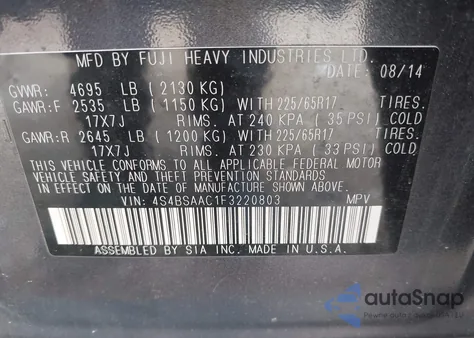 MFD BY FUJI HEAVY INDUSTRIES LTD.
DATE: 08/14
GVWR: 4695 LB ( 2130 KG)
GAWR:F 2535 LB ( 1150 KG) WITH 225/65R17 TIRES.
17X7J RIMS. AT 240 KPA ( 35 PSI) COLD
GAWR:R 2645 LB ( 1200 KG) WITH 225/65R17 TIRES.
17X7J RIMS. AT 230 KPA ( 33 PSI) COLD
THIS VEHICLE CONFORMS TO ALL APPLICABLE FEDERAL MOTOR
VEHICLE SAFETY AND THEFT PREVENTION STANDARDS
IN EFFECT ON THE DATE OF MANUFACTURE SHOWN ABOVE.
VIN: 4S4BSAAC1F3220803 MPV
ASSEMBLED BY SIA INC. MADE IN U.S.A.
autoSnap